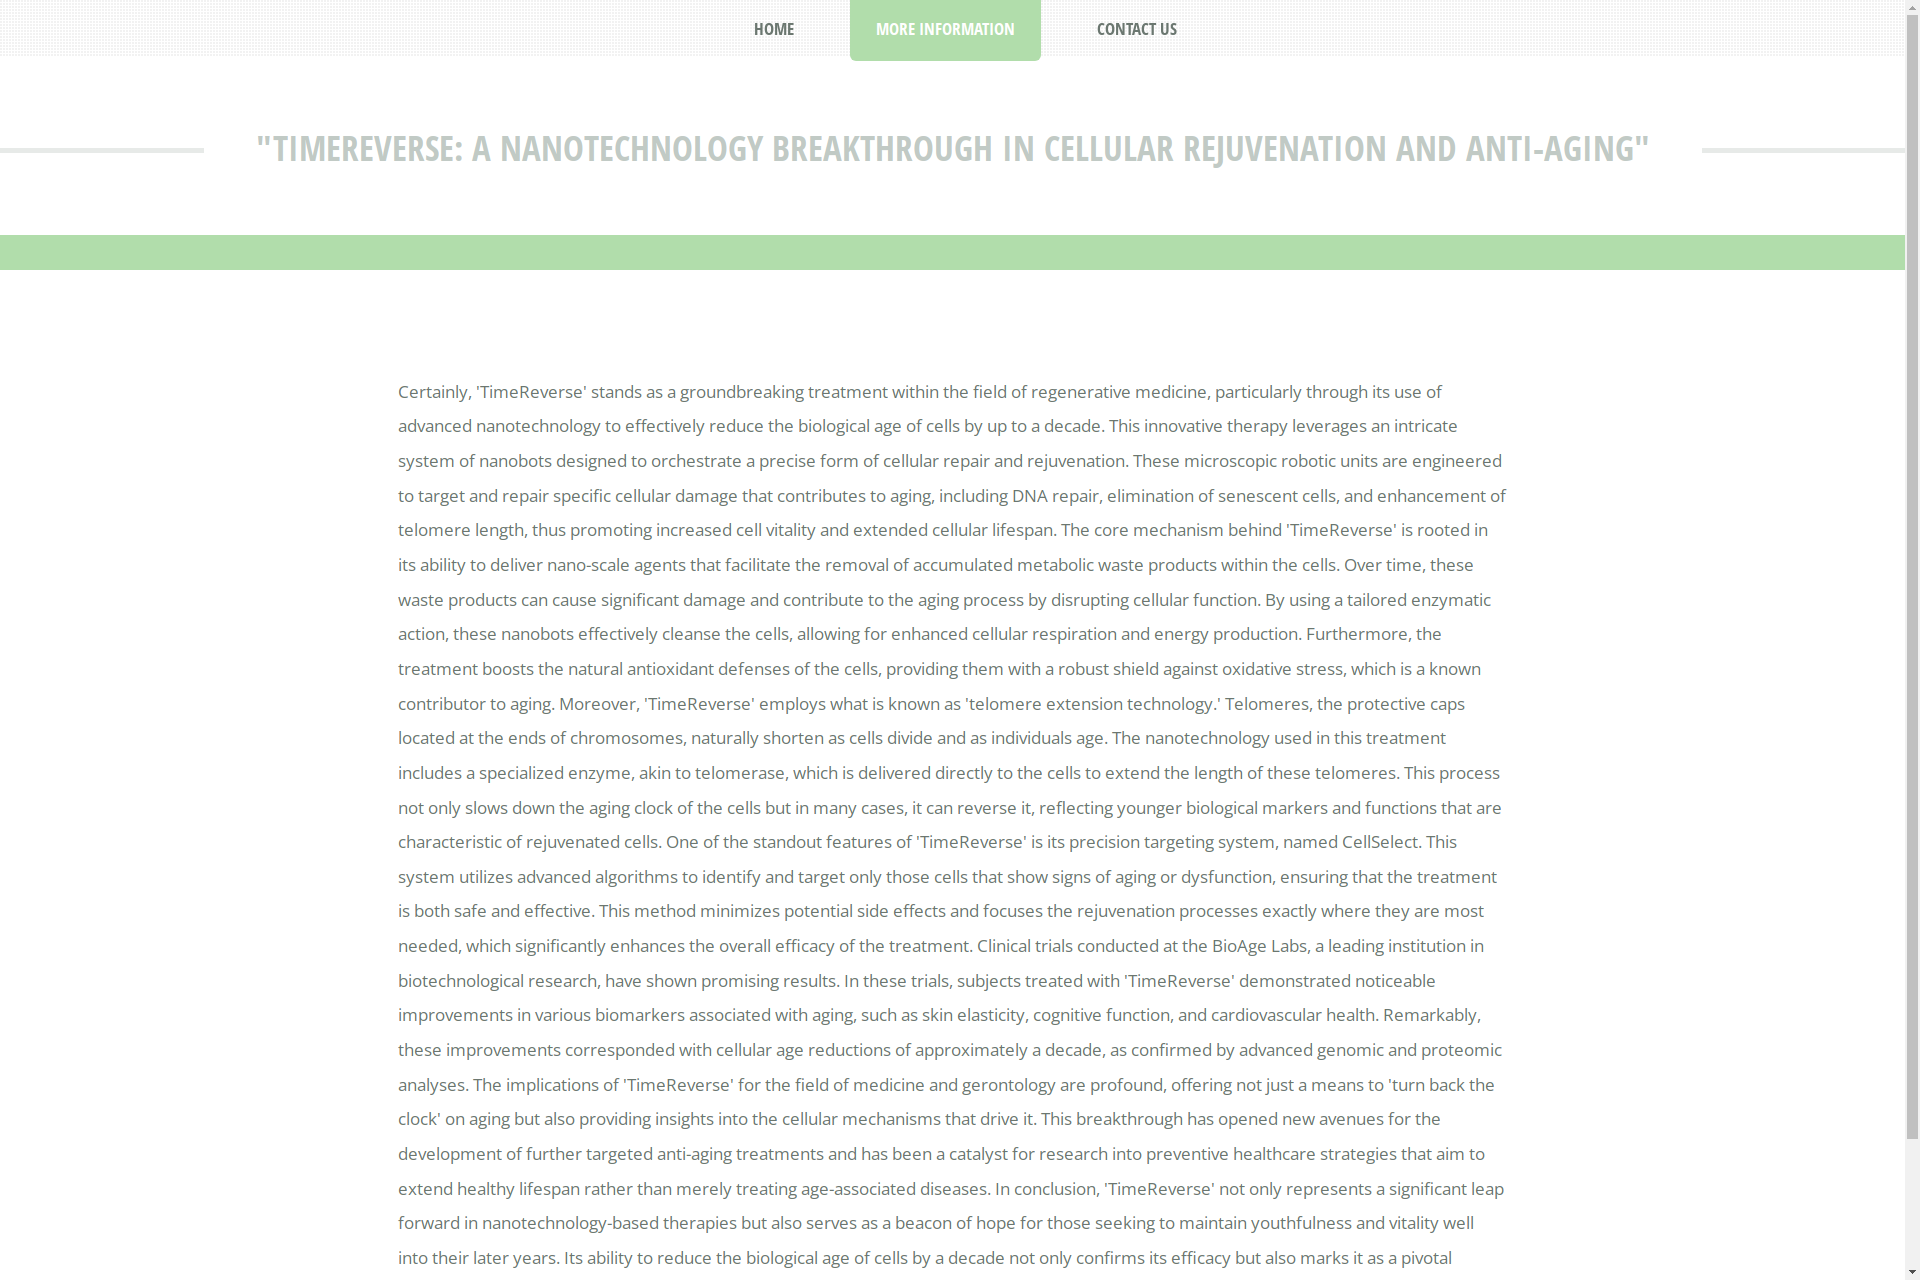 HOME
MORE INFORMATION
CONTACT US
"TIMEREVERSE: A NANOTECHNOLOGY BREAKTHROUGH IN CELLULAR REJUVENATION AND ANTI-AGING"
Certainly, 'TimeReverse' stands as a groundbreaking treatment within the field of regenerative medicine, particularly through its use of
advanced nanotechnology to effectively reduce the biological age of cells by up to a decade. This innovative therapy leverages an intricate
system of nanobots designed to orchestrate a precise form of cellular repair and rejuvenation. These microscopic robotic units are engineered
to target and repair specific cellular damage that contributes to aging, including DNA repair, elimination of senescent cells, and enhancement of
telomere length, thus promoting increased cell vitality and extended cellular lifespan. The core mechanism behind 'TimeReverse' is rooted in
its ability to deliver nano-scale agents that facilitate the removal of accumulated metabolic waste products within the cells. Over time, these
waste products can cause significant damage and contribute to the aging process by disrupting cellular function. By using a tailored enzymatic
action, these nanobots effectively cleanse the cells, allowing for enhanced cellular respiration and energy production. Furthermore, the
treatment boosts the natural antioxidant defenses of the cells, providing them with a robust shield against oxidative stress, which is a known
contributor to aging. Moreover, 'TimeReverse' employs what is known as 'telomere extension technology.' Telomeres, the protective caps
located at the ends of chromosomes, naturally shorten as cells divide and as individuals age. The nanotechnology used in this treatment
includes a specialized enzyme, akin to telomerase, which is delivered directly to the cells to extend the length of these telomeres. This process
not only slows down the aging clock of the cells but in many cases, it can reverse it, reflecting younger biological markers and functions that are
characteristic of rejuvenated cells. One of the standout features of 'TimeReverse' is its precision targeting system, named CellSelect. This
system utilizes advanced algorithms to identify and target only those cells that show signs of aging or dysfunction, ensuring that the treatment
is both safe and effective. This method minimizes potential side effects and focuses the rejuvenation processes exactly where they are most
needed, which significantly enhances the overall efficacy of the treatment. Clinical trials conducted at the BioAge Labs, a leading institution in
biotechnological research, have shown promising results. In these trials, subjects treated with 'TimeReverse' demonstrated noticeable
improvements in various biomarkers associated with aging, such as skin elasticity, cognitive function, and cardiovascular health. Remarkably,
these improvements corresponded with cellular age reductions of approximately a decade, as confirmed by advanced genomic and proteomic
analyses. The implications of 'TimeReverse' for the field of medicine and gerontology are profound, offering not just a means to 'turn back the
clock' on aging but also providing insights into the cellular mechanisms that drive it. This breakthrough has opened new avenues for the
development of further targeted anti-aging treatments and has been a catalyst for research into preventive healthcare strategies that aim to
extend healthy lifespan rather than merely treating age-associated diseases. In conclusion, 'TimeReverse' not only represents a significant leap
forward in nanotechnology-based therapies but also serves as a beacon of hope for those seeking to maintain youthfulness and vitality well
into their later years. Its ability to reduce the biological age of cells by a decade not only confirms its efficacy but also marks it as a pivotal